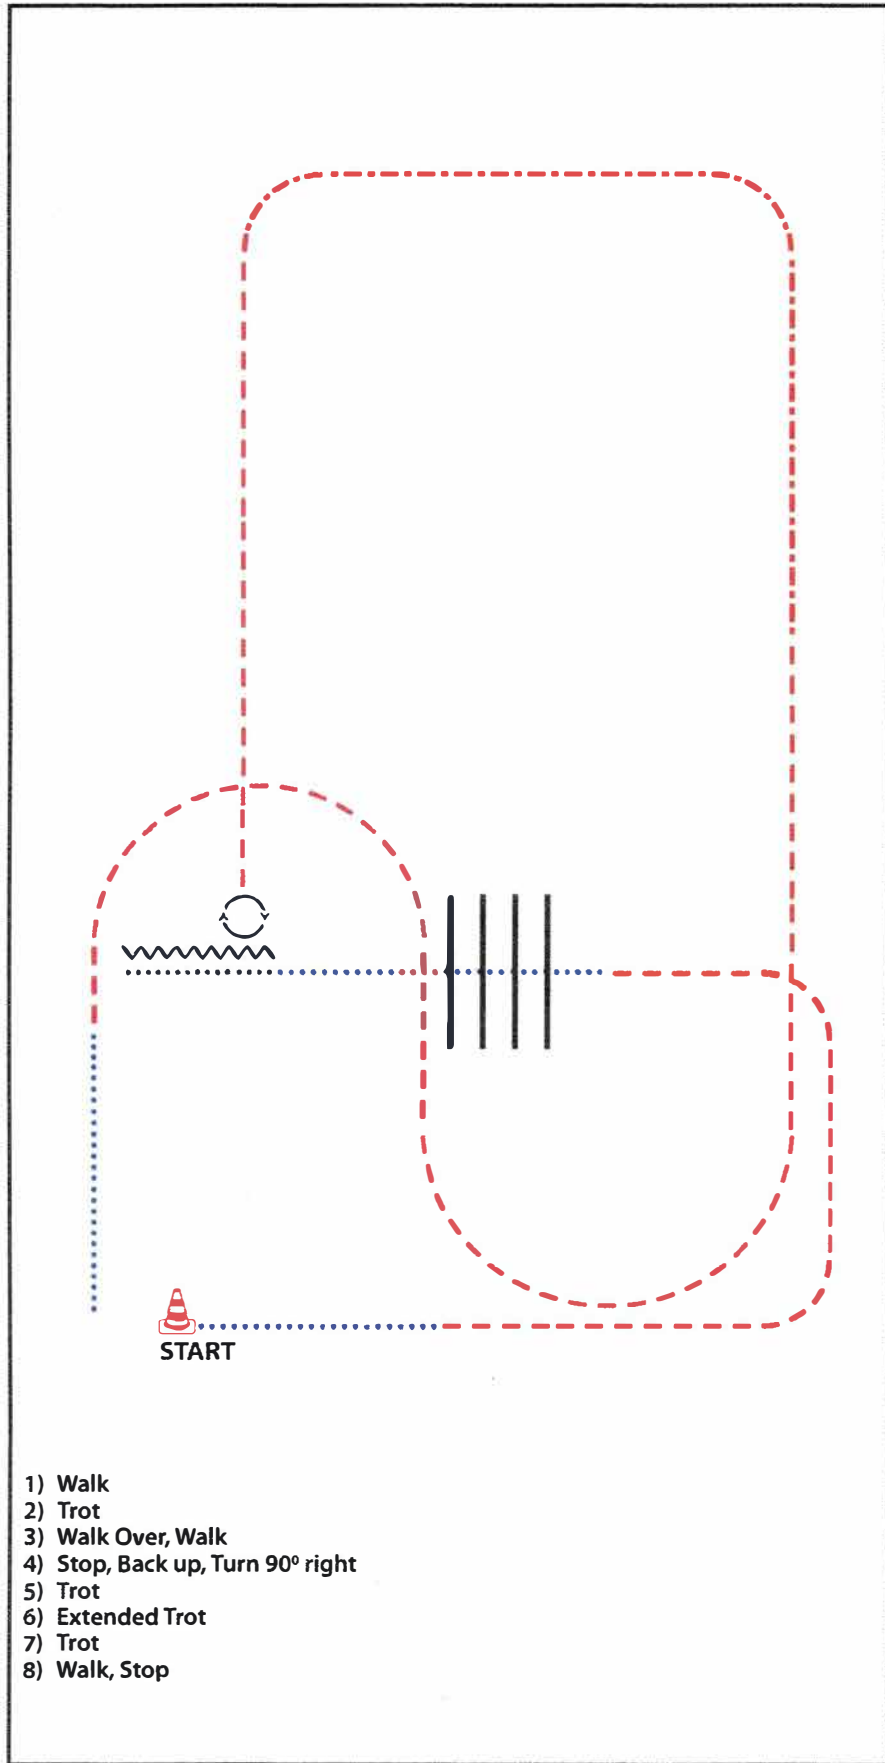 START
1) Walk
2) Trot
3) Walk Over, Walk
4) Stop, Back up, Turn 90º right
5) Trot
6) Extended Trot
7) Trot
8) Walk, Stop